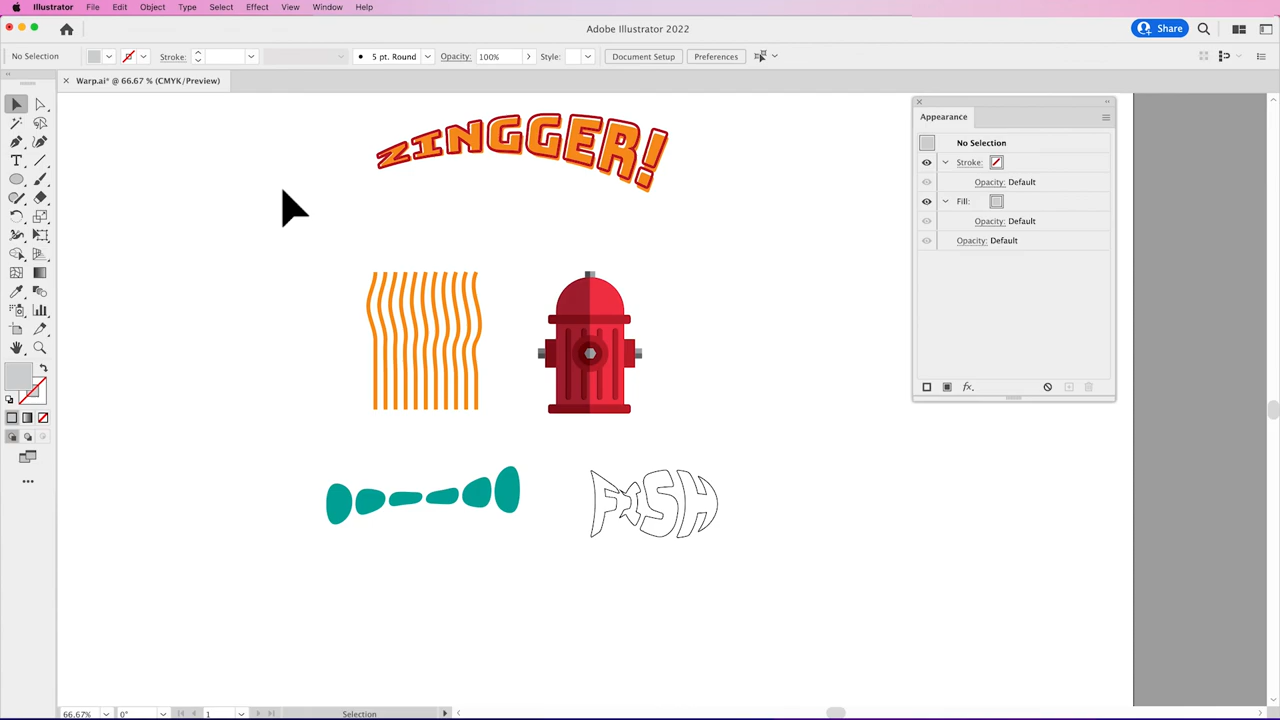 Illustrator File Edit Object Type Select Effect View Window Help
Adobe Illustrator 2022
Share
No Selection
Stroke:
5 pt. Round
Opacity:
100%
Style:
Document Setup
Preferences
Warp.ai* @ 66.67 % (CMYK/Preview)
ZINGGER!
FISH
Appearance
No Selection
Stroke:
Opacity: Default
Fill:
Opacity: Default
Opacity: Default
fx.
66.67%
0°
1
Selection